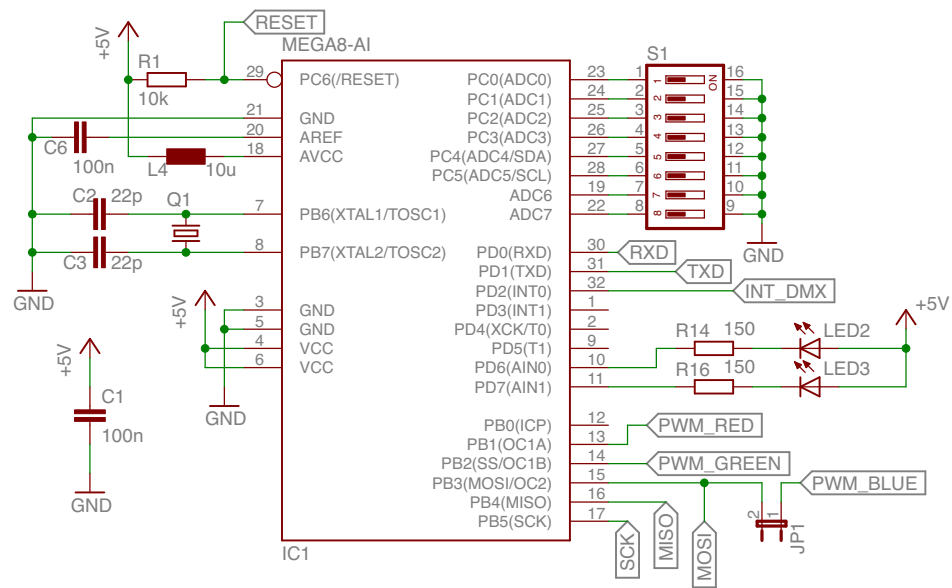 RESET
+5V
MEGA8-AI
R1
10k
29 PC6(/RESET)
21 GND
20 AREF
18 AVCC
C6
100n
L4
10u
C2 22p
Q1
7 PB6(XTAL1/TOSC1)
8 PB7(XTAL2/TOSC2)
C3 22p
GND
+5V
3 GND
5 GND
4 VCC
6 VCC
GND
+5V
C1
100n
GND
IC1
PC0(ADC0) 23
PC1(ADC1) 24
PC2(ADC2) 25
PC3(ADC3) 26
PC4(ADC4/SDA) 27
PC5(ADC5/SCL) 28
ADC6 19
ADC7 22
S1
ON
1 1 16
2 2 15
3 3 14
4 4 13
5 5 12
6 6 11
7 7 10
8 8 9
GND
PD0(RXD) 30 RXD
PD1(TXD) 31 TXD
PD2(INT0) 32 INT_DMX
PD3(INT1) 1
PD4(XCK/T0) 2
PD5(T1) 9
PD6(AIN0) 10
PD7(AIN1) 11
R14 150 LED2
R16 150 LED3
+5V
PB0(ICP) 12
PB1(OC1A) 13
PB2(SS/OC1B) 14
PB3(MOSI/OC2) 15
PB4(MISO) 16
PB5(SCK) 17
PWM_RED
PWM_GREEN
PWM_BLUE
SCK
MISO
MOSI
2 1
JP1